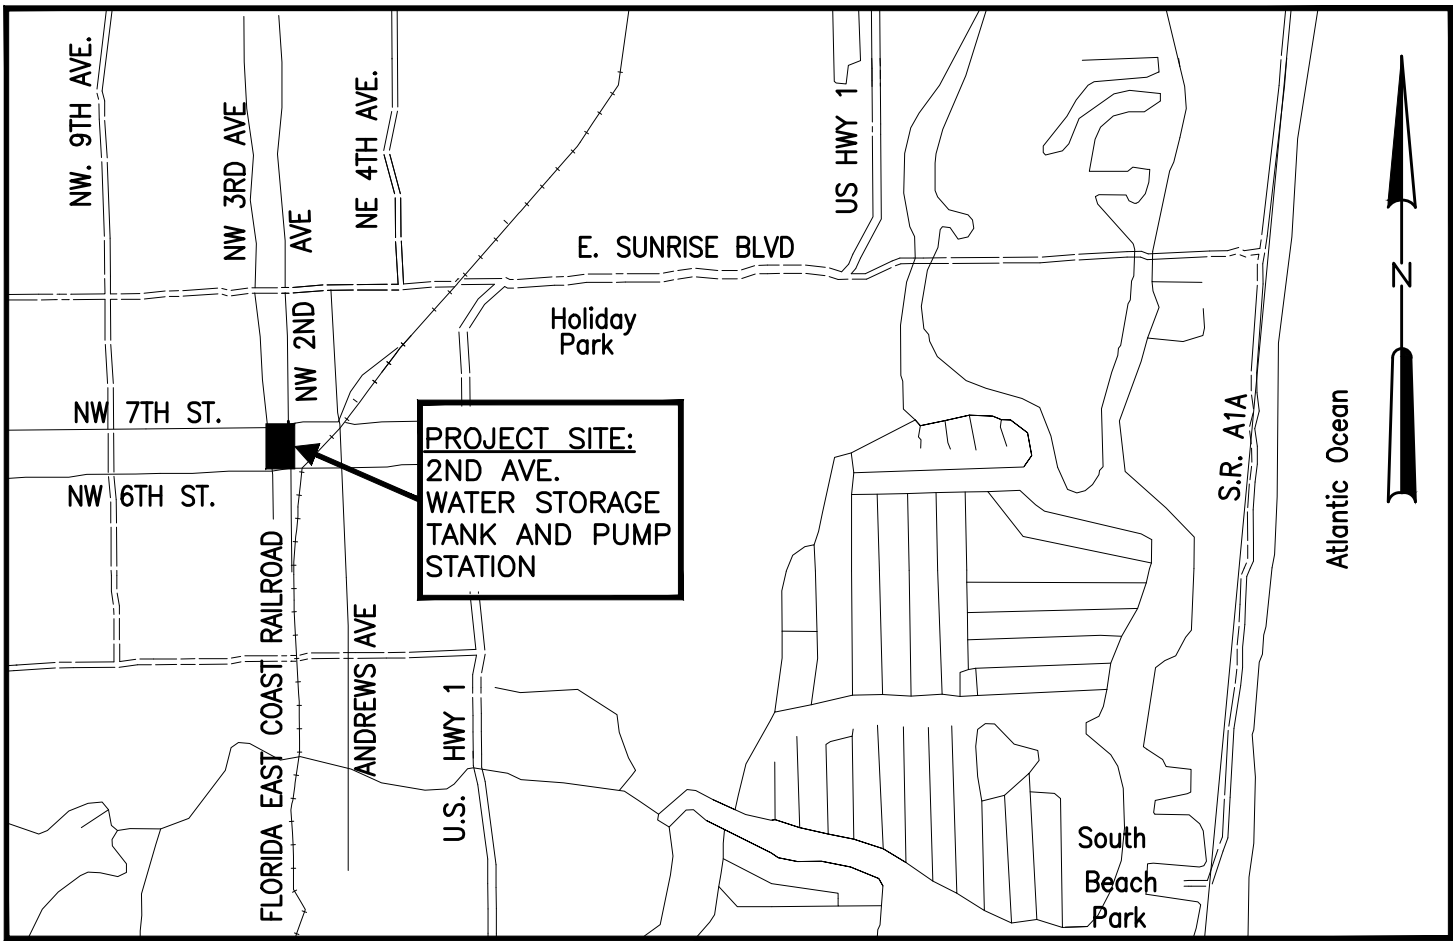 NW. 9TH AVE.
NW 3RD AVE
NW 2ND AVE
NE 4TH AVE.
US HWY 1
E. SUNRISE BLVD
Holiday
Park
N
NW 7TH ST.
NW 6TH ST.
PROJECT SITE:
2ND AVE.
WATER STORAGE
TANK AND PUMP
STATION
S.R. A1A
Atlantic Ocean
FLORIDA EAST COAST RAILROAD
ANDREWS AVE
U.S. HWY 1
South
Beach
Park